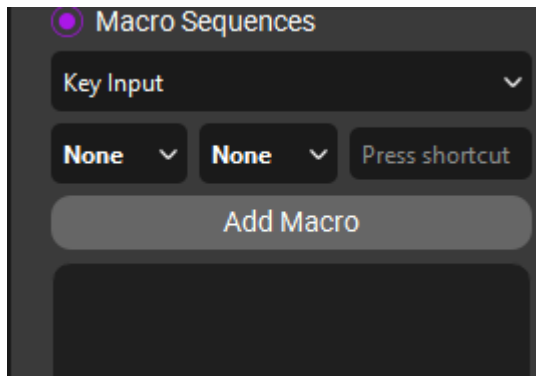 Macro Sequences
Key Input
None None Press shortcut
Add Macro